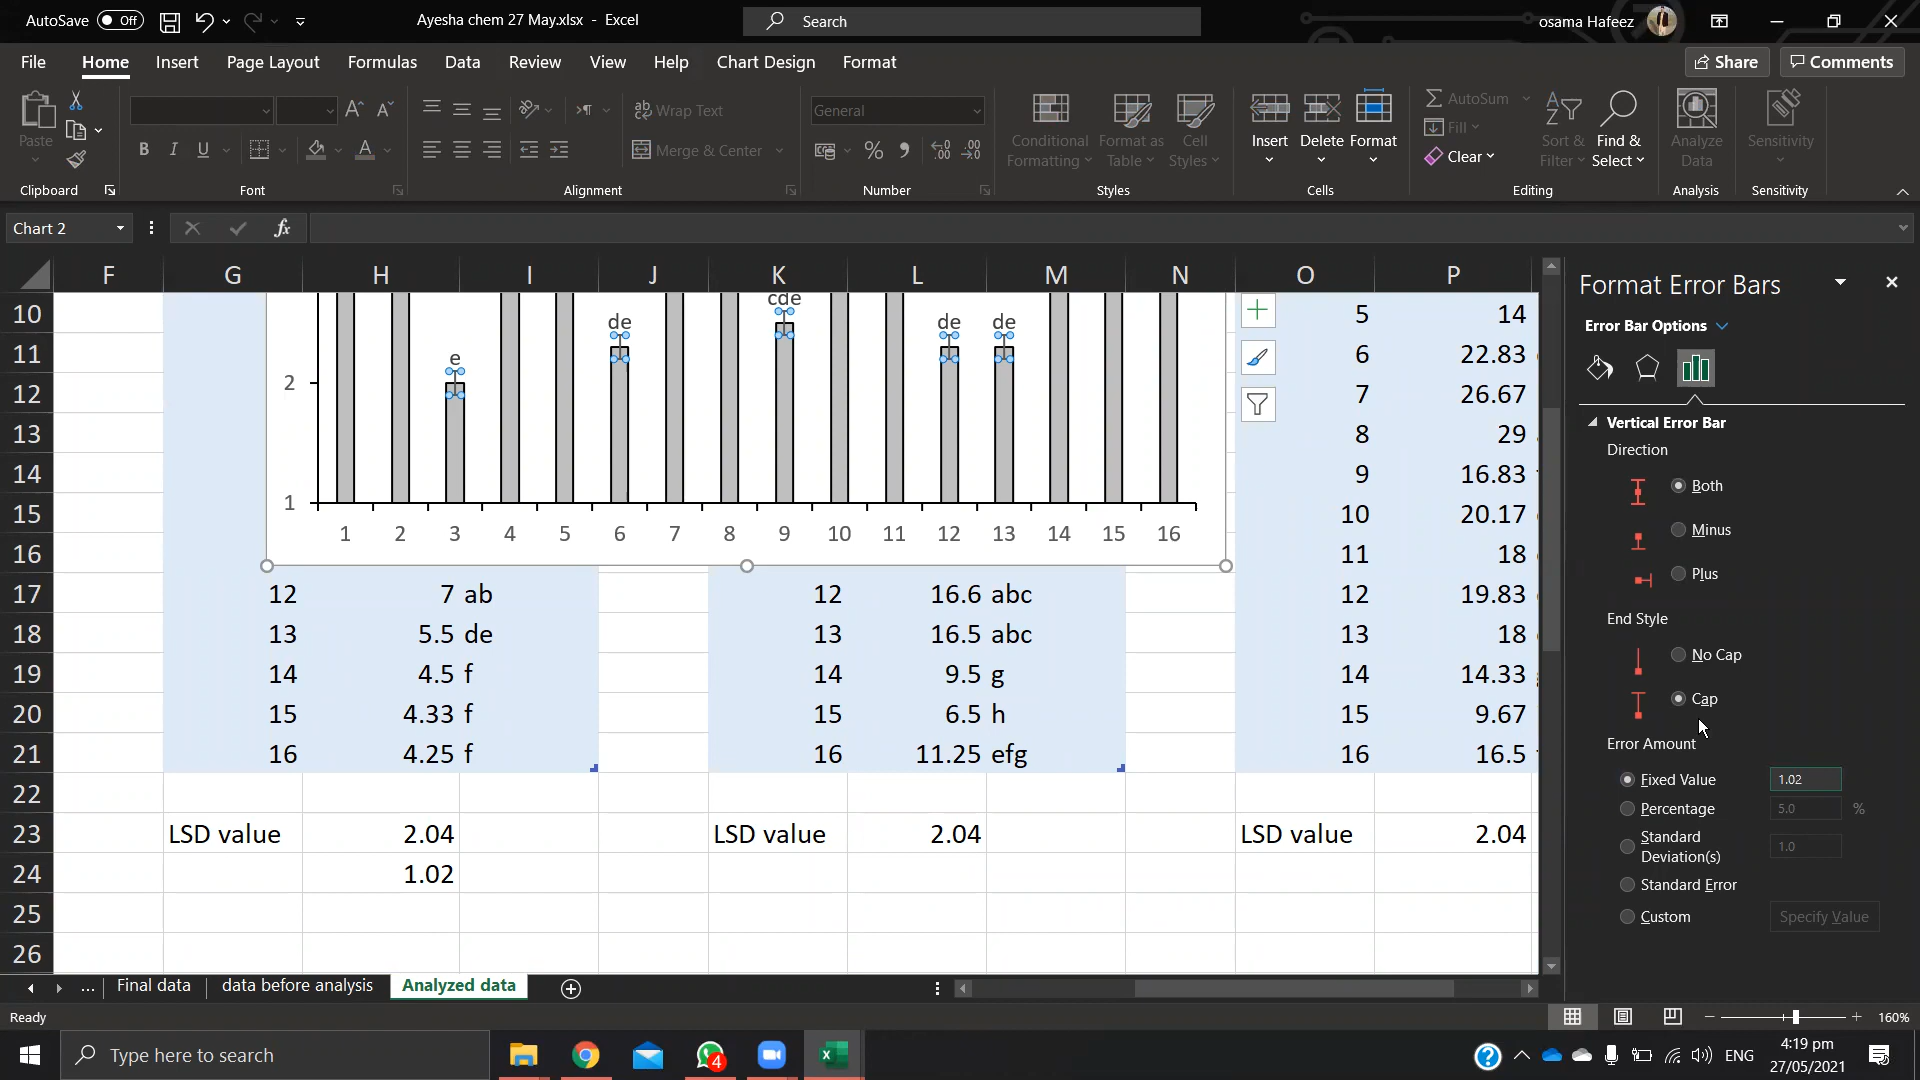 AutoSave Off
Ayesha chem 27 May.xlsx - Excel
Search
osama Hafeez
File Home Insert Page Layout Formulas Data Review View Help Chart Design Format
Share Comments
Paste
Wrap Text
Merge & Center
General
Conditional Formatting
Format as Table
Cell Styles
Insert Delete Format
AutoSum
Fill
Clear
Sort & Filter
Find & Select
Analyze Data
Sensitivity
Clipboard Font Alignment Number Styles Cells Editing Analysis Sensitivity
Chart 2
fx
F G H I J K L M N O P
cde
de de de
e
2
1
1 2 3 4 5 6 7 8 9 10 11 12 13 14 15 16
10 5 14
11 6 22.83
12 7 26.67
13 8 29
14 9 16.83
15 10 20.17
16 11 18
17 12 7 ab 12 16.6 abc 12 19.83
18 13 5.5 de 13 16.5 abc 13 18
19 14 4.5 f 14 9.5 g 14 14.33
20 15 4.33 f 15 6.5 h 15 9.67
21 16 4.25 f 16 11.25 efg 16 16.5
22
23 LSD value 2.04 LSD value 2.04 LSD value 2.04
24 1.02
25
26
Format Error Bars
Error Bar Options
Vertical Error Bar
Direction
Both
Minus
Plus
End Style
No Cap
Cap
Error Amount
Fixed Value 1.02
Percentage 5.0 %
Standard Deviation(s) 1.0
Standard Error
Custom Specify Value
... Final data data before analysis Analyzed data
Ready
160%
Type here to search
4
ENG
4:19 pm
27/05/2021